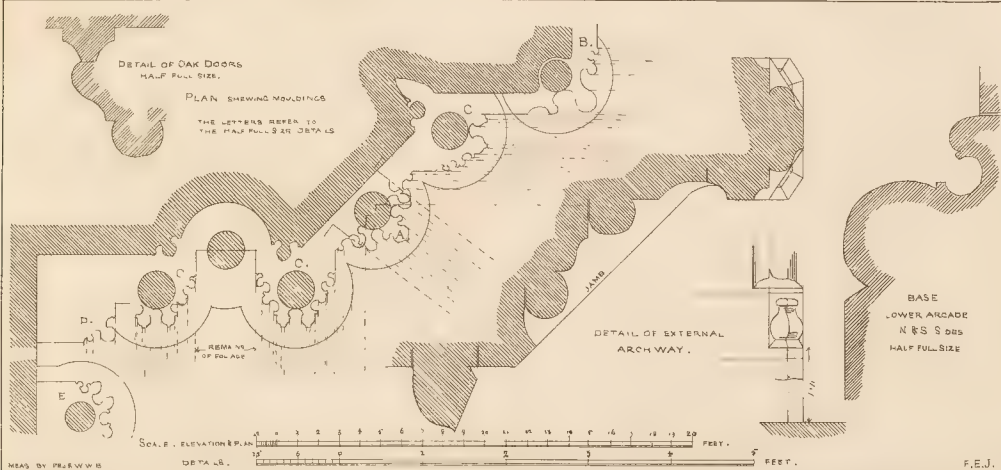 DETAIL OF OAK DOORS
HALF FULL SIZE.
PLAN SHEWING MOULDINGS
THE LETTERS REFER TO
THE HALF FULL SIZE DETAILS
B.
C
A
C
C.
D.
E
REMAINS
OF FOLIAGE
JAMB
DETAIL OF EXTERNAL
ARCHWAY.
BASE
LOWER ARCADE
N & S SIDES
HALF FULL SIZE
SCALE. ELEVATION & PLAN
FEET.
DETAILS.
FEET.
F.E.J.